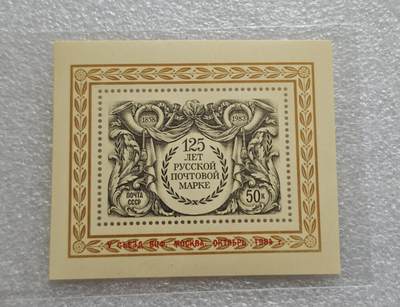 1858
1983
125
ЛЕТ
РУССКОЙ
ПОЧТОВОЙ
МАРКЕ
ПОЧТА
СССР
50К
V СЪЕЗД ВОФ. МОСКВА. ОКТЯБРЬ. 1984 г.